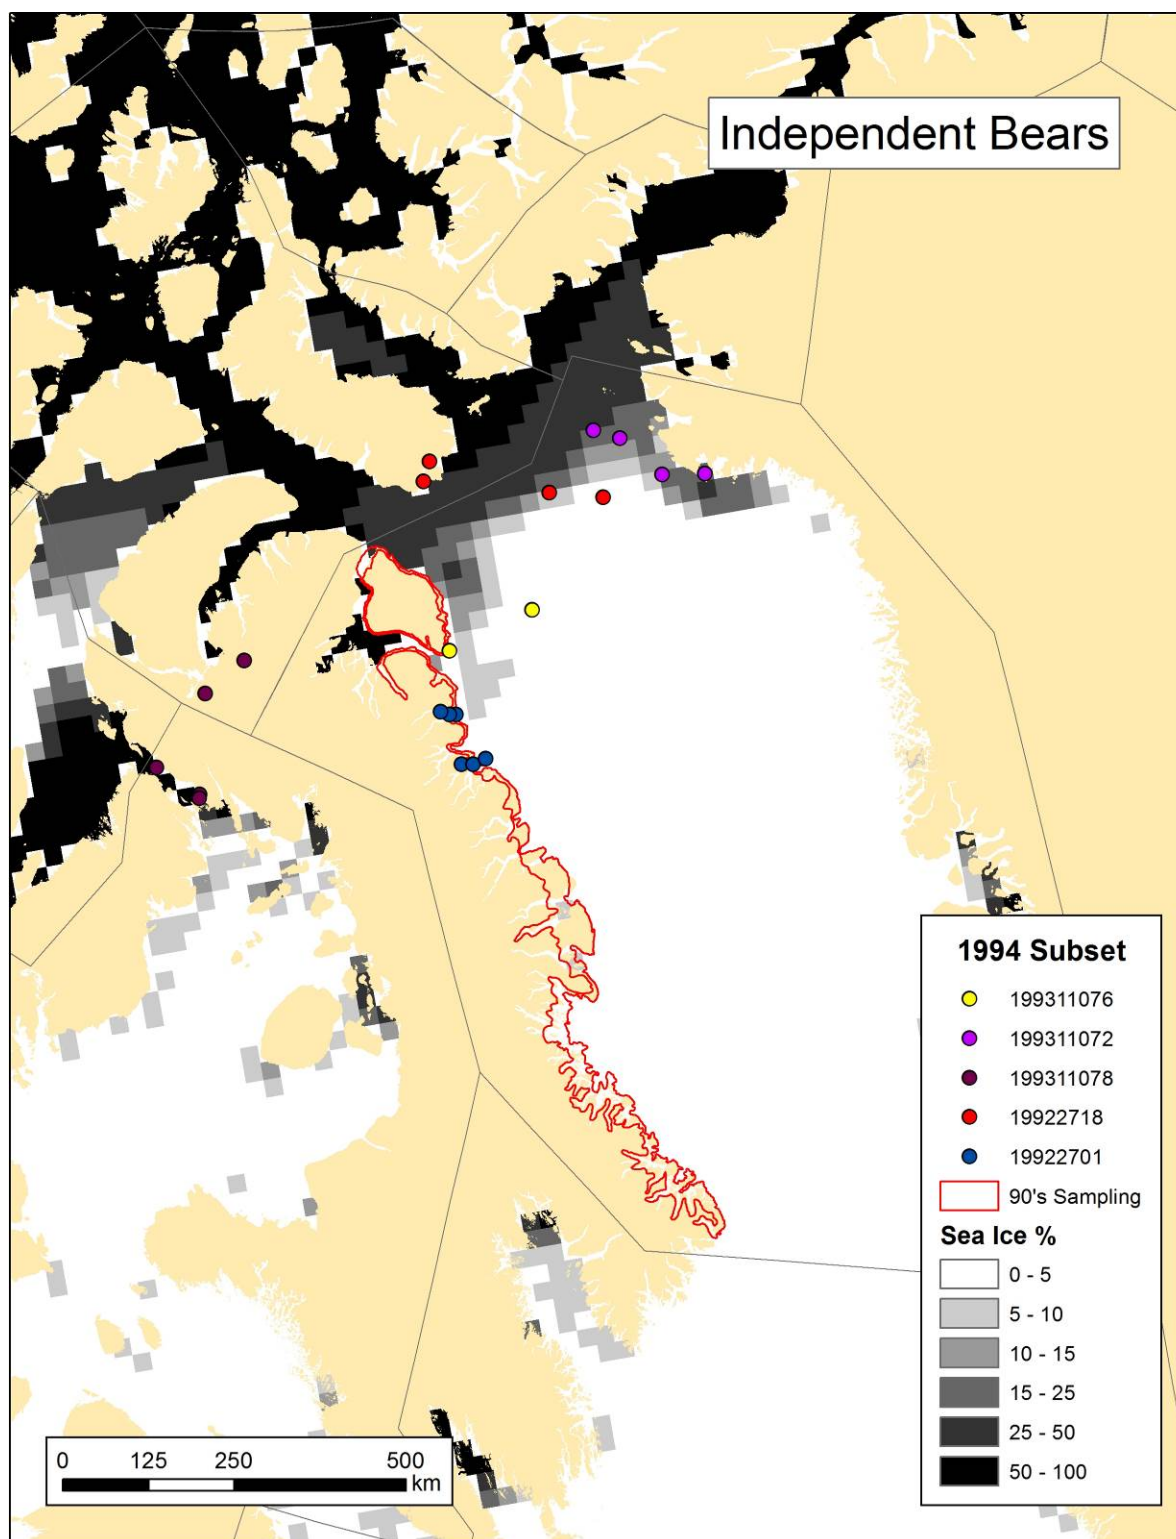 Independent Bears
1994 Subset
199311076
199311072
199311078
19922718
19922701
90's Sampling
Sea Ice %
0 - 5
5 - 10
10 - 15
15 - 25
25 - 50
50 - 100
0 125 250 500
km